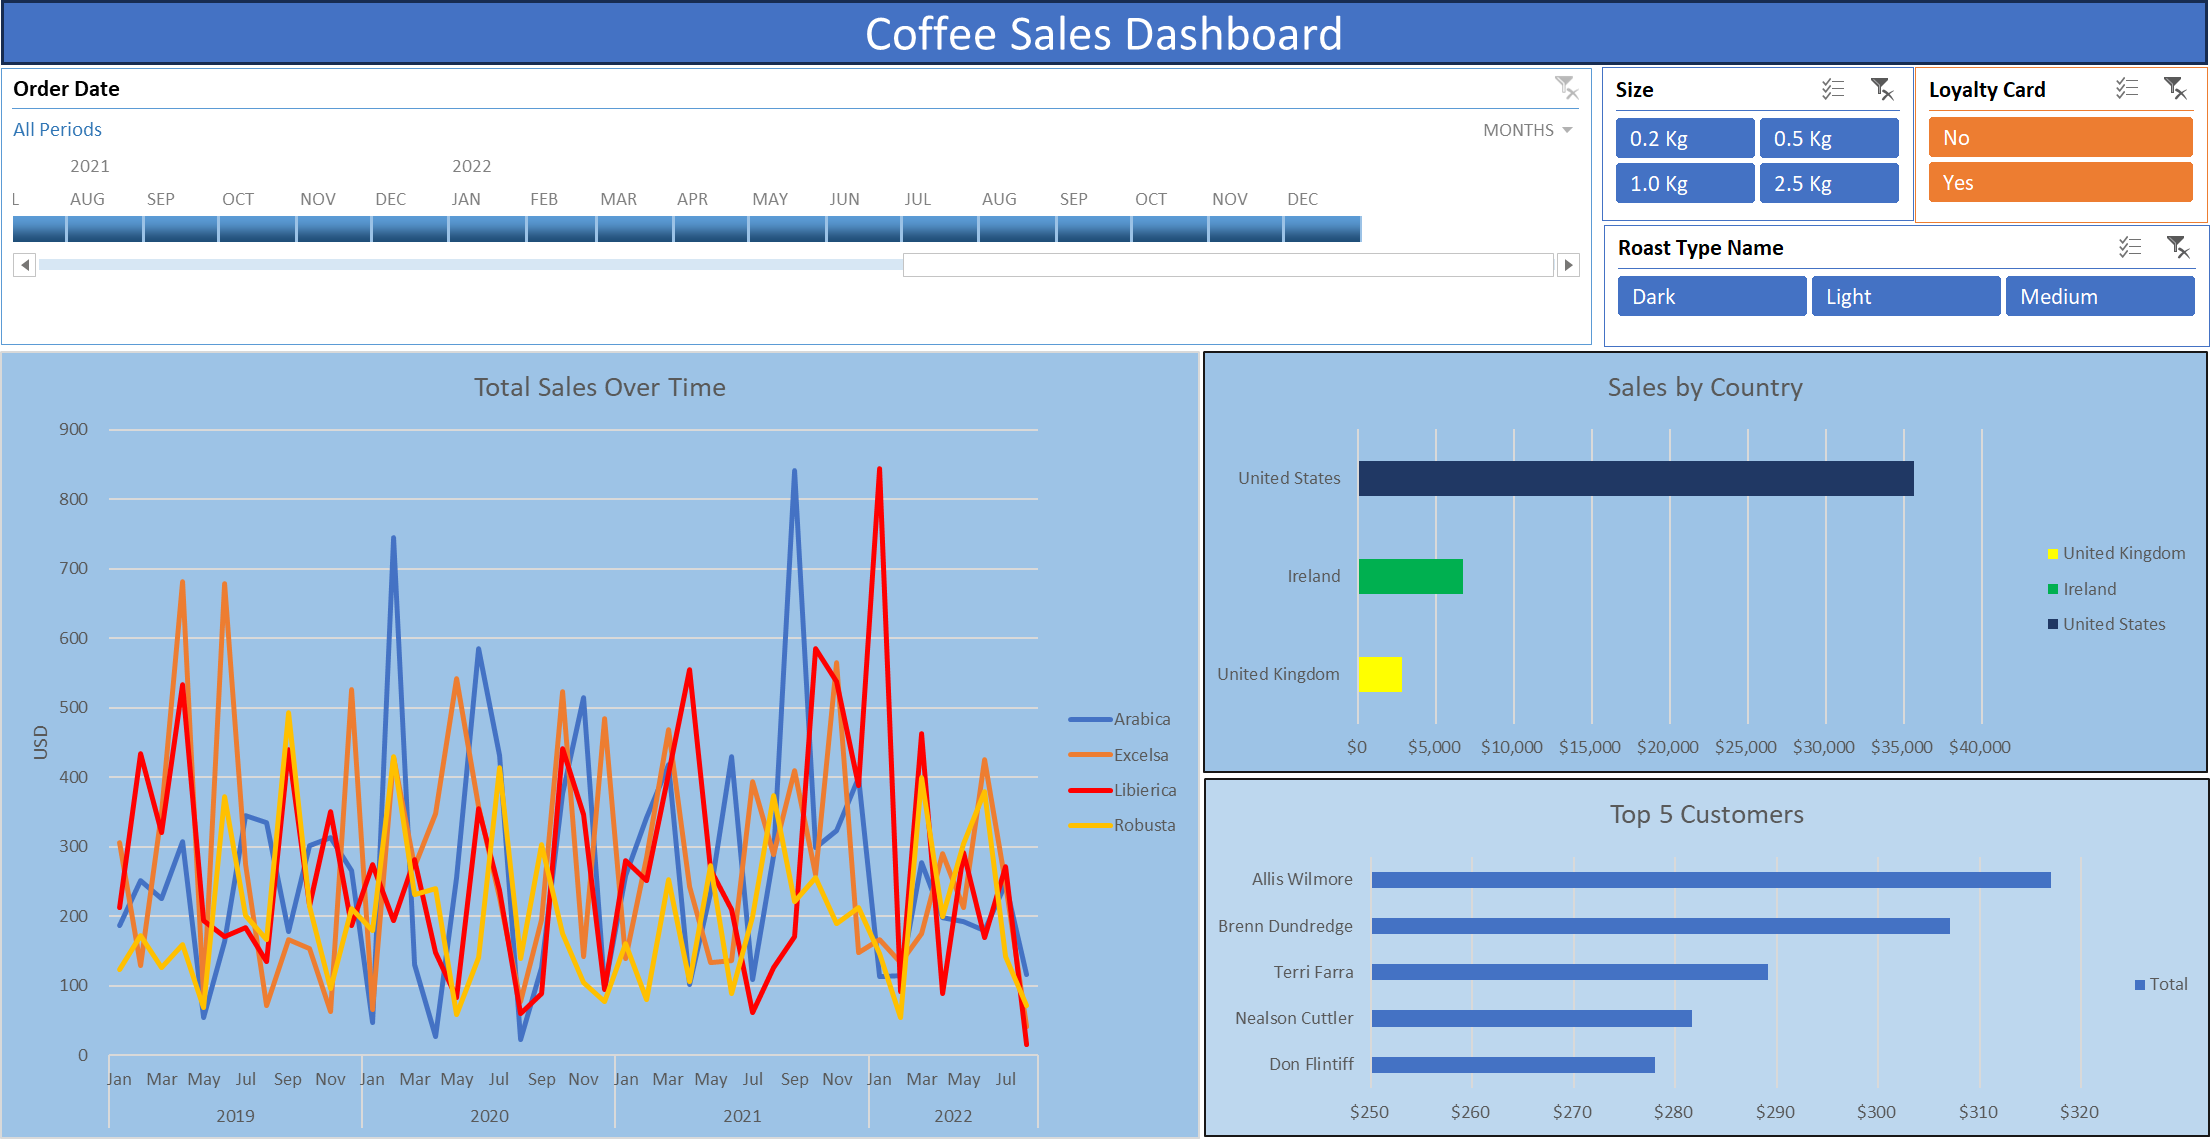 Coffee Sales Dashboard
Order Date
All Periods
MONTHS
2021 2022
L AUG SEP OCT NOV DEC JAN FEB MAR APR MAY JUN JUL AUG SEP OCT NOV DEC
Size
0.2 Kg 0.5 Kg
1.0 Kg 2.5 Kg
Loyalty Card
No
Yes
Roast Type Name
Dark Light Medium
Total Sales Over Time
900
800
700
600
500
400
300
200
100
0
USD
Jan Mar May Jul Sep Nov Jan Mar May Jul Sep Nov Jan Mar May Jul Sep Nov Jan Mar May Jul
2019 2020 2021 2022
Arabica
Excelsa
Libierica
Robusta
Sales by Country
United States
Ireland
United Kingdom
$0 $5,000 $10,000 $15,000 $20,000 $25,000 $30,000 $35,000 $40,000
United Kingdom
Ireland
United States
Top 5 Customers
Allis Wilmore
Brenn Dundredge
Terri Farra
Nealson Cuttler
Don Flintiff
$250 $260 $270 $280 $290 $300 $310 $320
Total